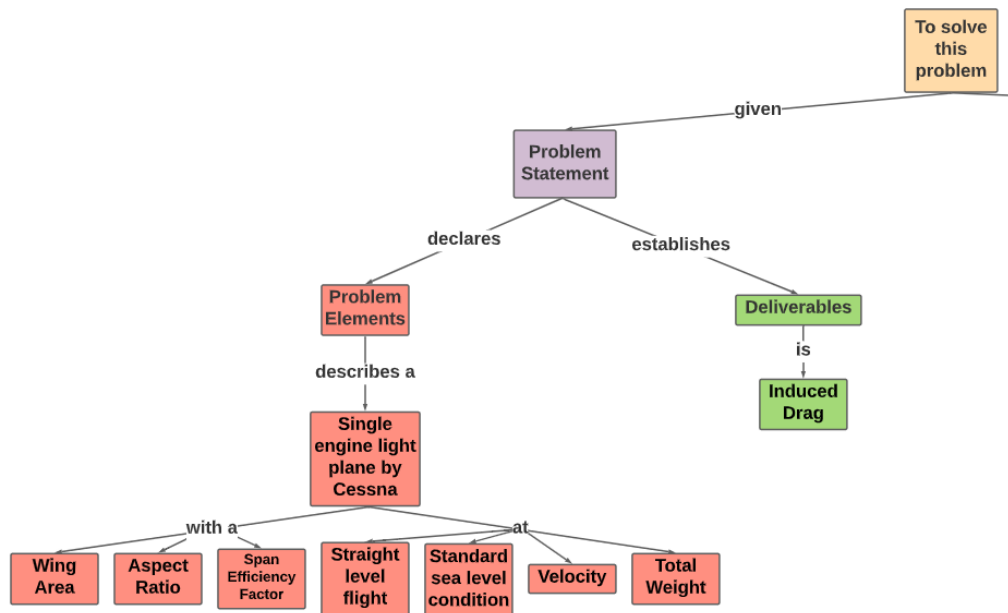 To solve
this
problem
given
Problem
Statement
declares
establishes
Problem
Elements
Deliverables
is
describes a
Induced
Drag
Single
engine light
plane by
Cessna
with a
at
Wing
Area
Aspect
Ratio
Span
Efficiency
Factor
Straight
level
flight
Standard
sea level
condition
Velocity
Total
Weight